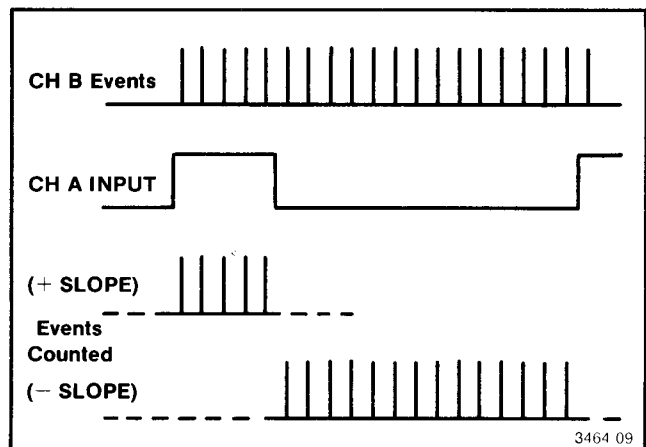 CH B Events
CH A INPUT
(+ SLOPE)
Events
Counted
(− SLOPE)
3464 09